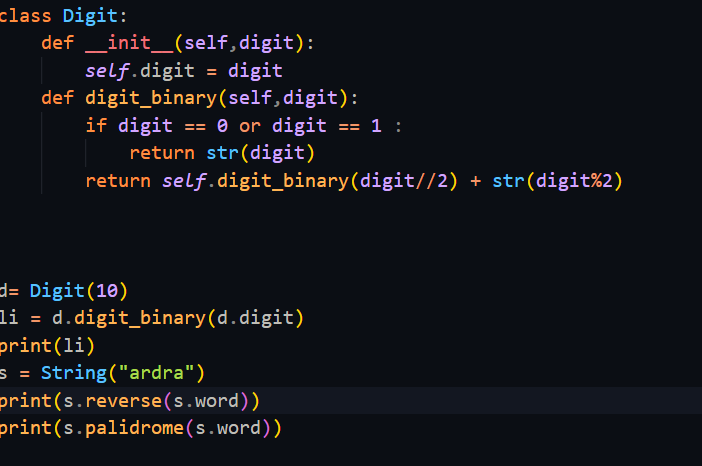 class Digit:
    def __init__(self,digit):
        self.digit = digit
    def digit_binary(self,digit):
        if digit == 0 or digit == 1 :
            return str(digit)
        return self.digit_binary(digit//2) + str(digit%2)
d= Digit(10)
li = d.digit_binary(d.digit)
print(li)
s = String("ardra")
print(s.reverse(s.word))
print(s.palidrome(s.word))